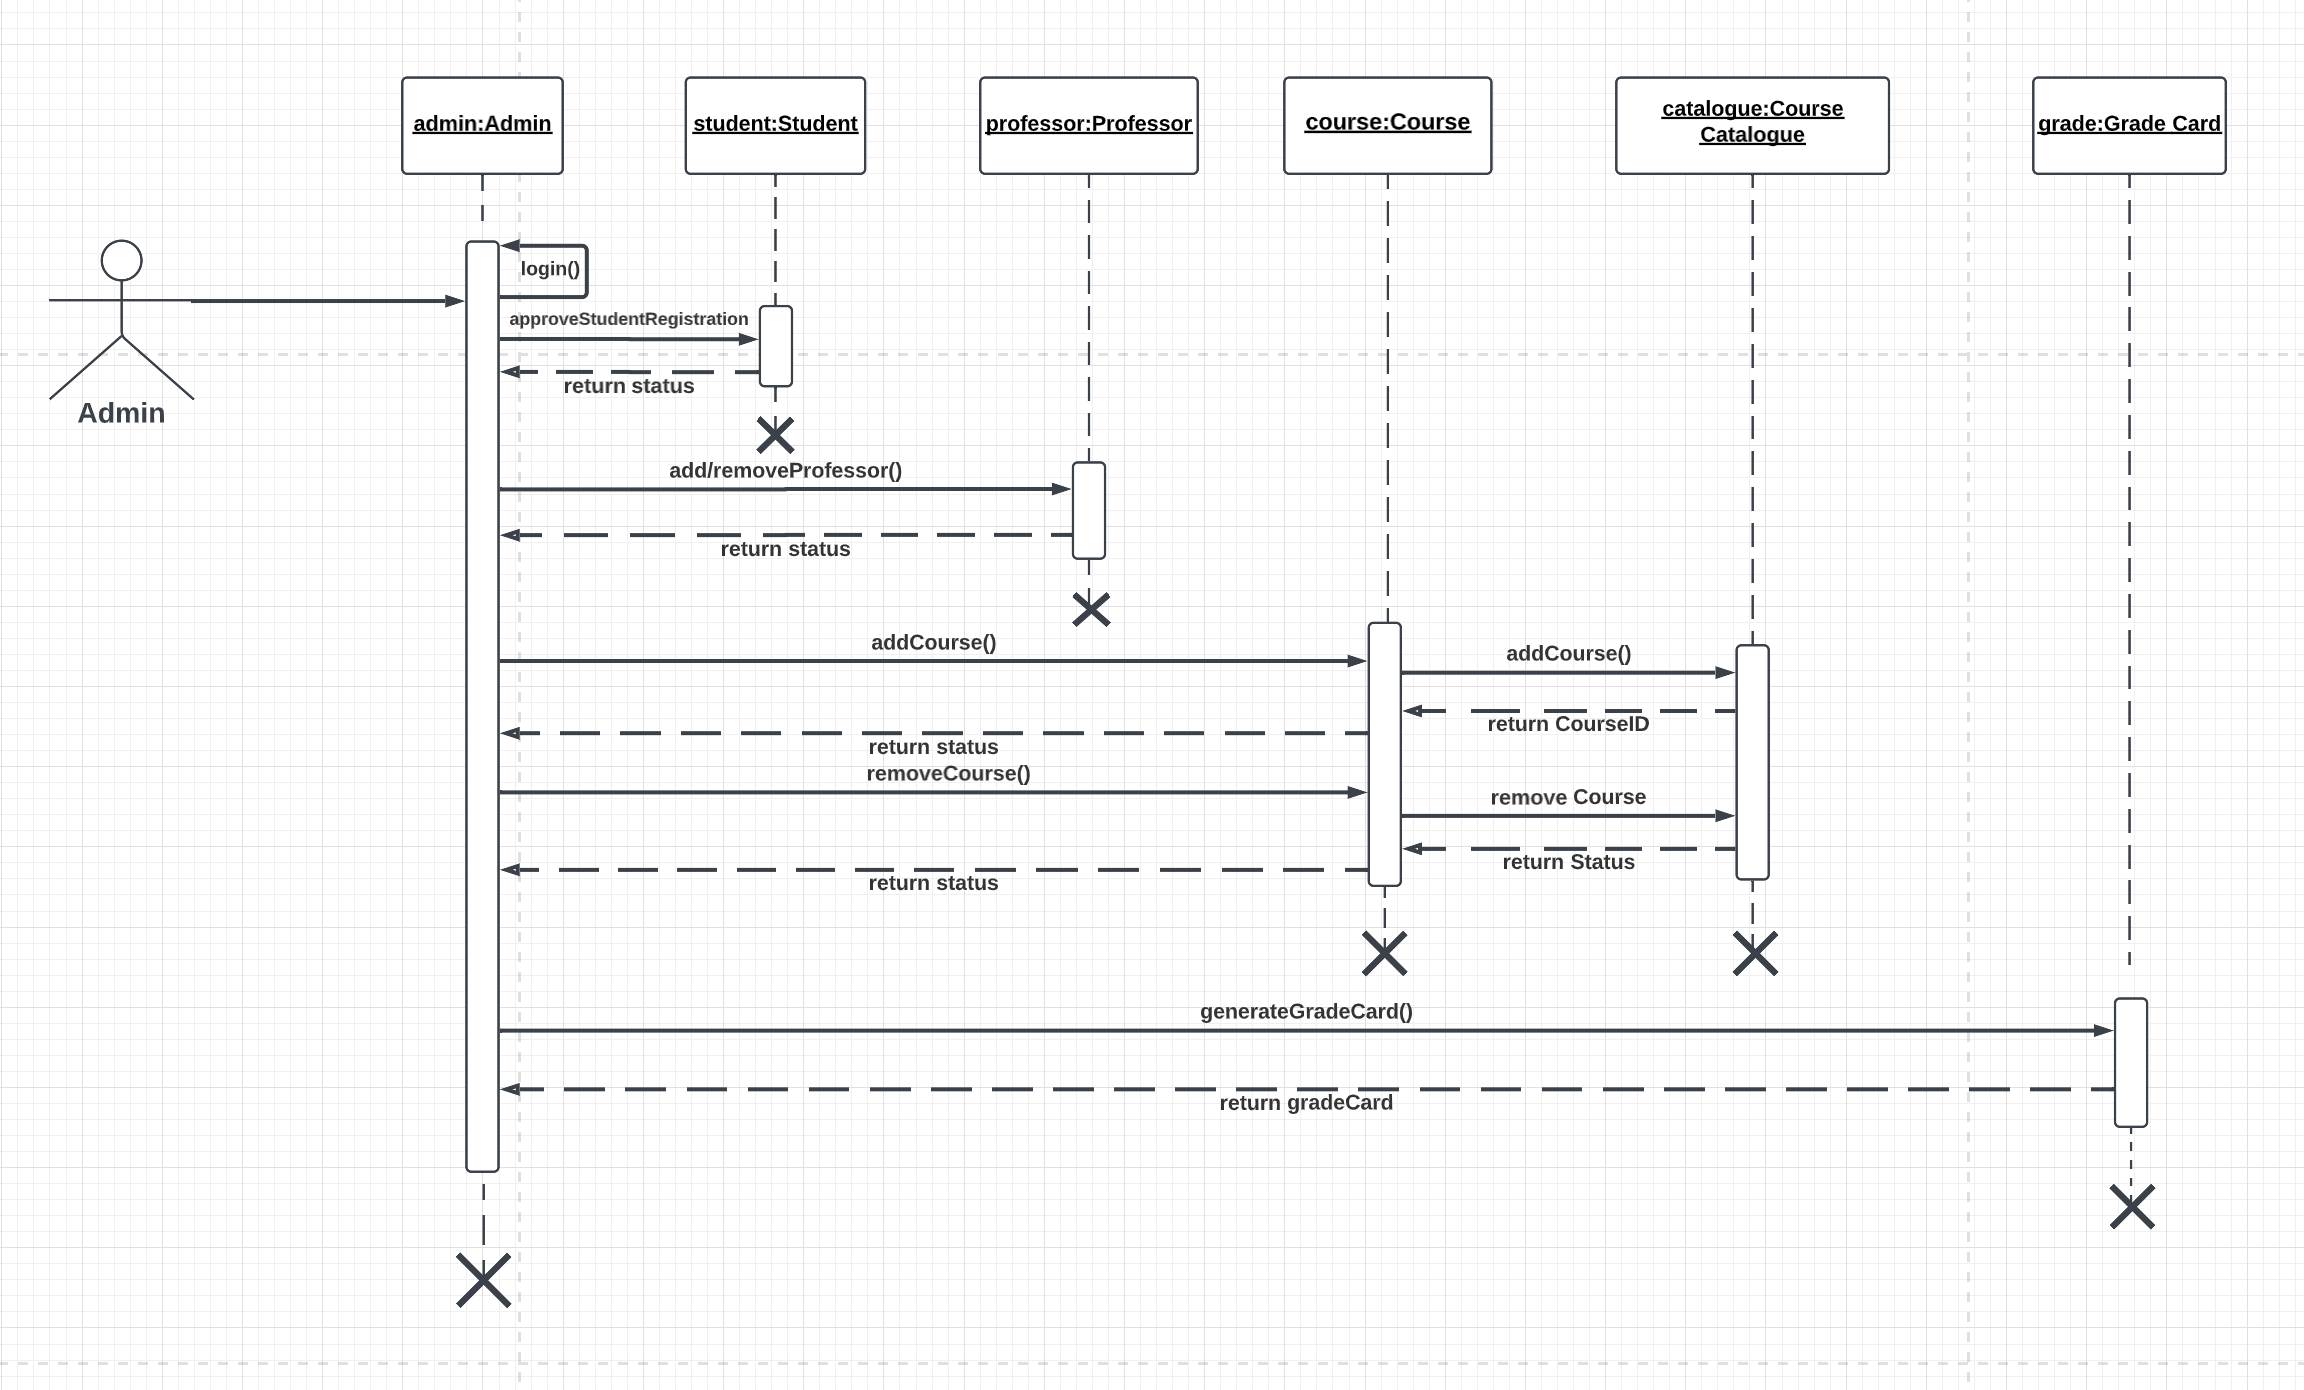 admin:Admin
student:Student
professor:Professor
course:Course
catalogue:Course
Catalogue
grade:Grade Card
login()
approveStudentRegistration
return status
Admin
add/removeProfessor()
return status
addCourse()
addCourse()
return CourseID
return status
removeCourse()
remove Course
return Status
return status
generateGradeCard()
return gradeCard